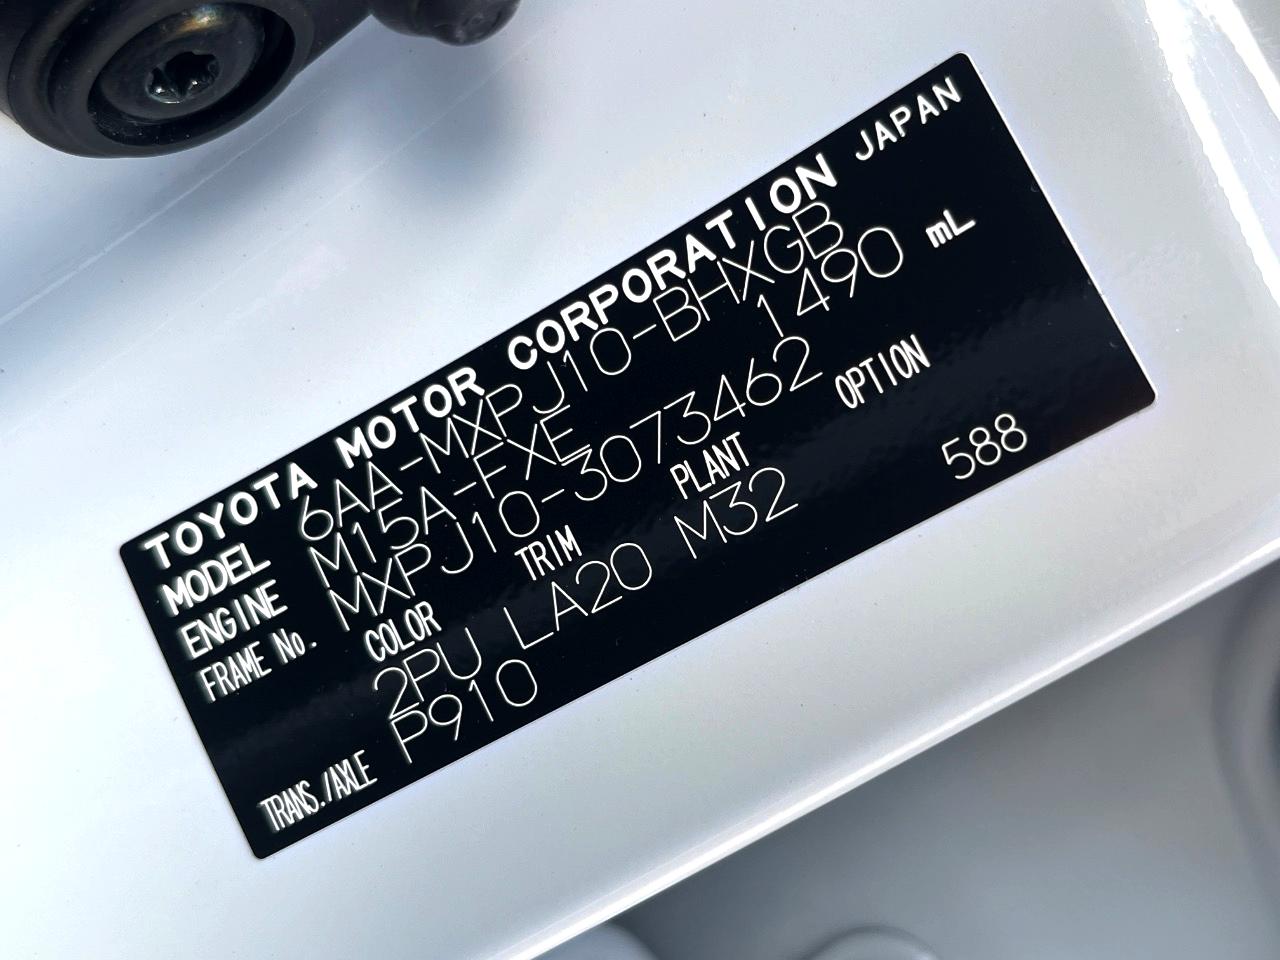 TOYOTA MOTOR CORPORATION JAPAN
MODEL 6AA-MXPJ10-BHXGB
ENGINE M15A-FXE 1490 mL
FRAME No. MXPJ10-3073462
COLOR TRIM PLANT OPTION
2PU LA20 M32 588
TRANS./AXLE P910